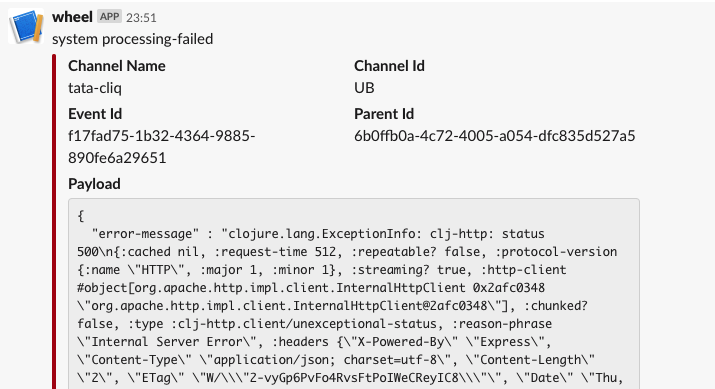 wheel APP 23:51
system processing-failed
Channel Name Channel Id
tata-cliq UB
Event Id Parent Id
f17fad75-1b32-4364-9885- 6b0ffb0a-4c72-4005-a054-dfc835d527a5
890fe6a29651
Payload
{
"error-message" : "clojure.lang.ExceptionInfo: clj-http: status
500\n{:cached nil, :request-time 512, :repeatable? false, :protocol-version
{:name \"HTTP\", :major 1, :minor 1}, :streaming? true, :http-client
#object[org.apache.http.impl.client.InternalHttpClient 0x2afc0348
\"org.apache.http.impl.client.InternalHttpClient@2afc0348\"], :chunked?
false, :type :clj-http.client/unexceptional-status, :reason-phrase
\"Internal Server Error\", :headers {\"X-Powered-By\" \"Express\",
\"Content-Type\" \"application/json; charset=utf-8\", \"Content-Length\"
\"2\", \"ETag\" \"W/\\\"2-vyGp6PvFo4RvsFtPoIWeCReyIC8\\\"\", \"Date\" \"Thu,